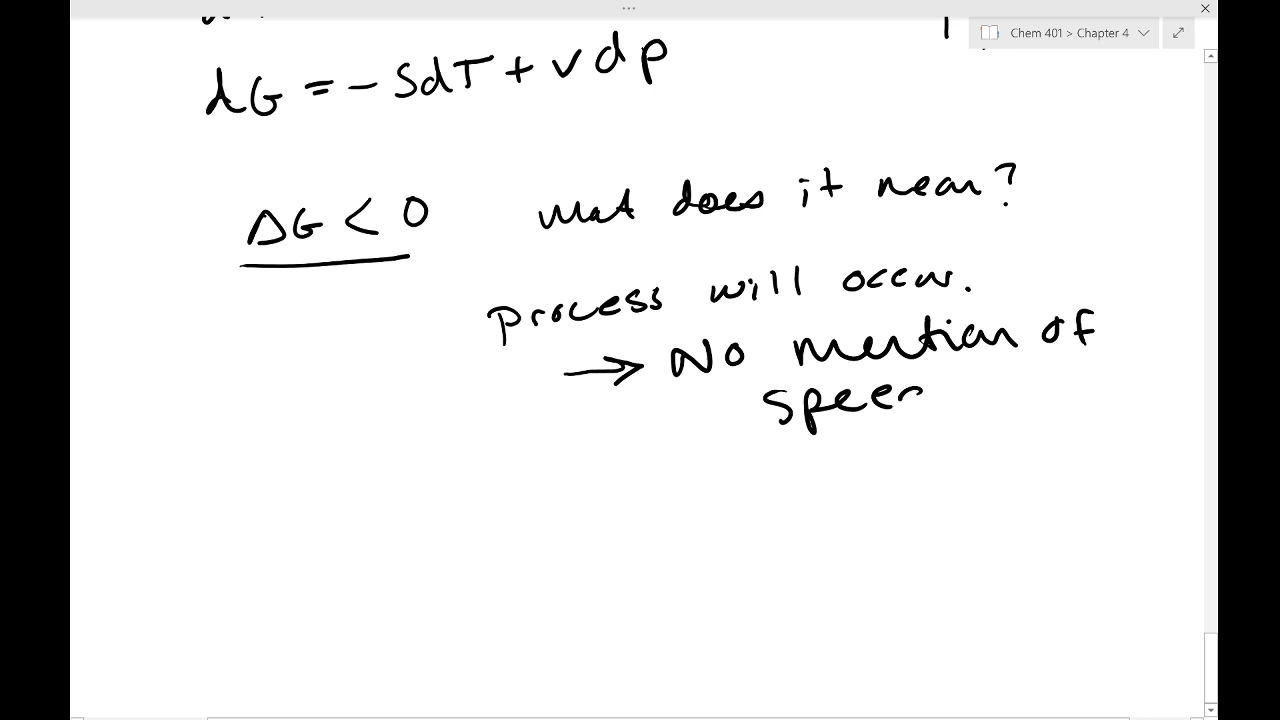 Chem 401 > Chapter 4
dG = - SdT + Vdp
ΔG < 0 What does it mean?
process will occur.
→ No mention of
speed